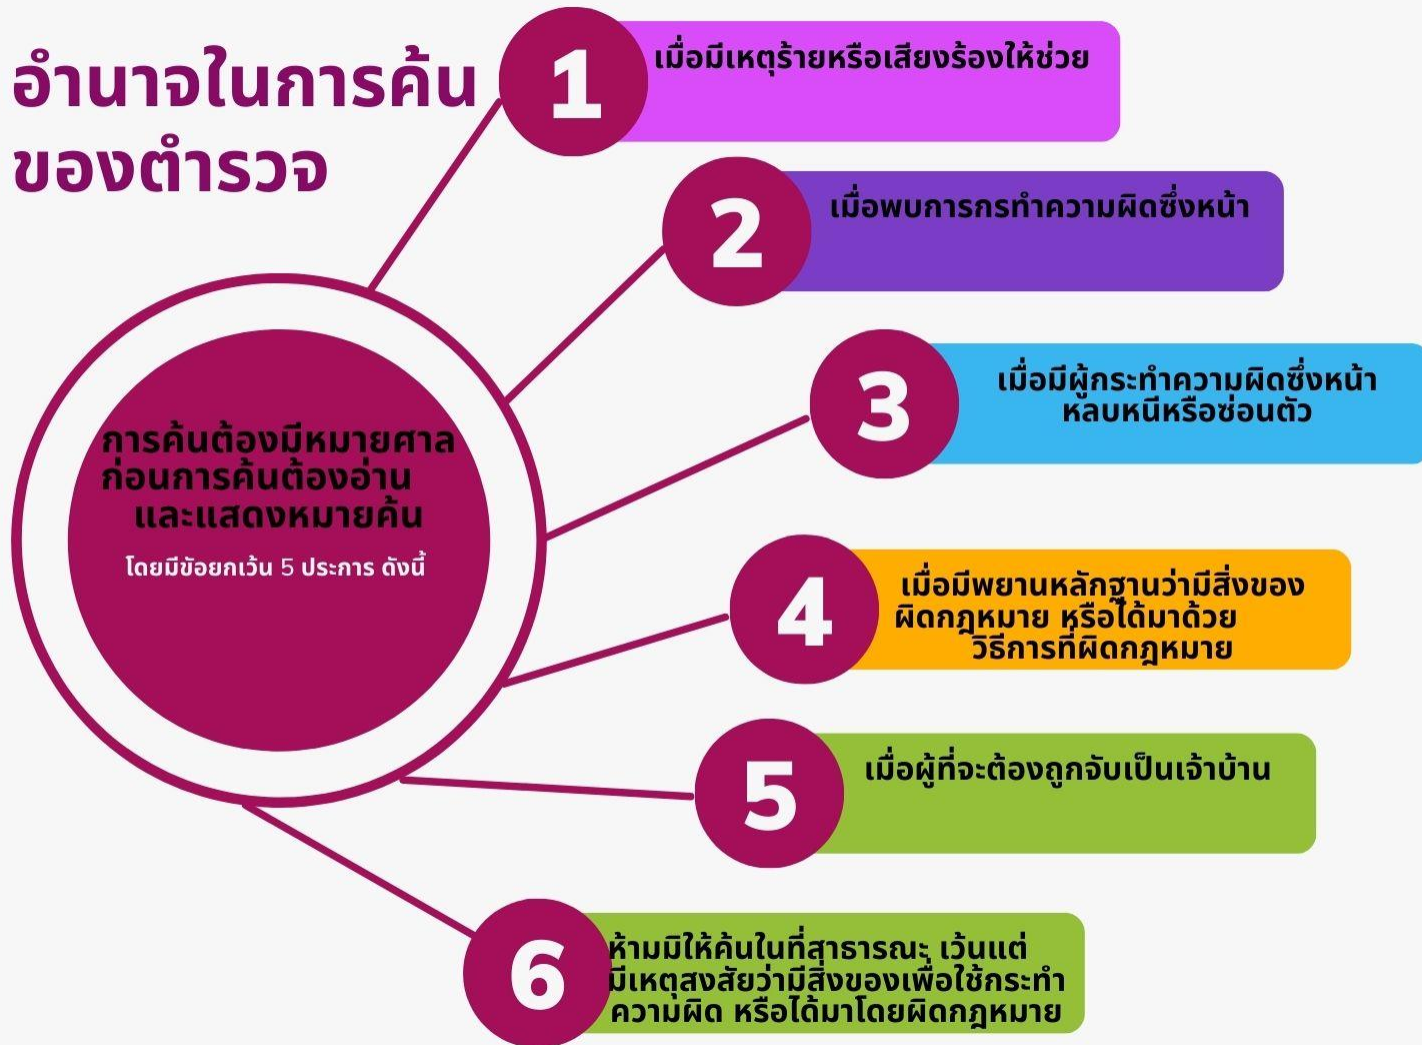 อำนาจในการค้น
ของตำรวจ
1
เมื่อมีเหตุร้ายหรือเสียงร้องให้ช่วย
2
เมื่อพบการกรทำความผิดซึ่งหน้า
3
เมื่อมีผู้กระทำความผิดซึ่งหน้า
หลบหนีหรือซ่อนตัว
การค้นต้องมีหมายศาล
ก่อนการค้นต้องอ่าน
และแสดงหมายค้น
โดยมีข้อยกเว้น 5 ประการ ดังนี้
4
เมื่อมีพยานหลักฐานว่ามีสิ่งของ
ผิดกฎหมาย หรือได้มาด้วย
วิธีการที่ผิดกฎหมาย
5
เมื่อผู้ที่จะต้องถูกจับเป็นเจ้าบ้าน
6
ห้ามมิให้ค้นในที่สาธารณะ เว้นแต่
มีเหตุสงสัยว่ามีสิ่งของเพื่อใช้กระทำ
ความผิด หรือได้มาโดยผิดกฎหมาย